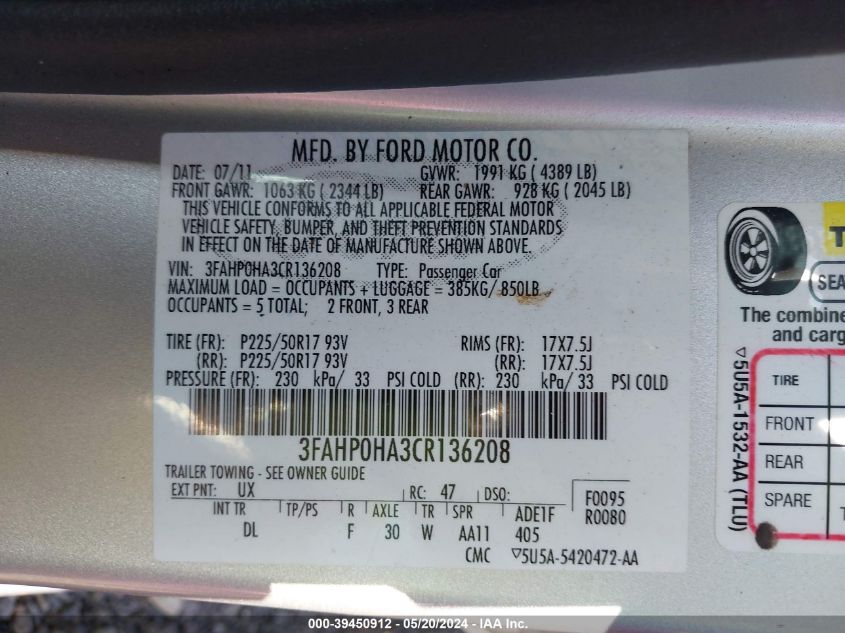 MFD. BY FORD MOTOR CO.
DATE: 07/11 GVWR: 1991 KG ( 4389 LB)
FRONT GAWR: 1063 KG ( 2344 LB) REAR GAWR: 928 KG ( 2045 LB)
THIS VEHICLE CONFORMS TO ALL APPLICABLE FEDERAL MOTOR
VEHICLE SAFETY, BUMPER, AND THEFT PREVENTION STANDARDS
IN EFFECT ON THE DATE OF MANUFACTURE SHOWN ABOVE.
VIN: 3FAHP0HA3CR136208 TYPE: Passenger Car
MAXIMUM LOAD = OCCUPANTS + LUGGAGE = 385KG/ 850LB
OCCUPANTS = 5 TOTAL; 2 FRONT, 3 REAR
TIRE (FR): P225/50R17 93V RIMS (FR): 17X7.5J
(RR): P225/50R17 93V (RR): 17X7.5J
PRESSURE (FR): 230 kPa/ 33 PSI COLD (RR): 230 kPa/ 33 PSI COLD
3FAHP0HA3CR136208
TRAILER TOWING - SEE OWNER GUIDE
EXT PNT: UX RC: 47 DSO: F0095
INT TR TP/PS R AXLE TR SPR ADE1F R0080
DL F 30 W AA11 405
CMC ▽5U5A-5420472-AA
T
SEA
The combine
and carg
▽5U5A-1532-AA (TLU)
TIRE
FRONT
REAR
SPARE
T
000-39450912 - 05/20/2024 - IAA Inc.